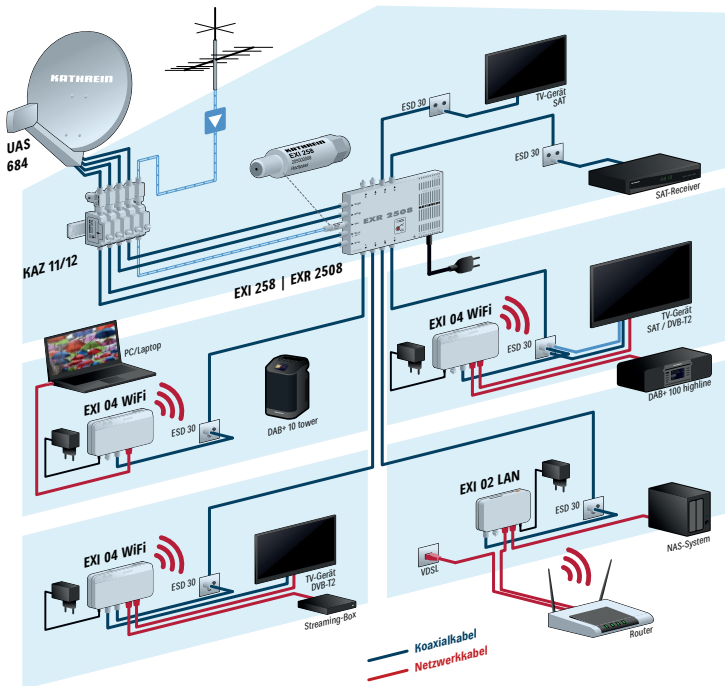 KATHREIN
UAS
684
KAZ 11/12
KATHREIN
EXI 258
20500009
EXR 2508
EXI 258 | EXR 2508
ESD 30
TV-Gerät
SAT
ESD 30
SAT-Receiver
EXI 04 WiFi
ESD 30
TV-Gerät
SAT / DVB-T2
DAB+ 100 highline
PC/Laptop
EXI 04 WiFi
ESD 30
DAB+ 10 tower
EXI 02 LAN
ESD 30
NAS-System
VDSL
Router
EXI 04 WiFi
ESD 30
TV-Gerät
DVB-T2
Streaming-Box
Koaxialkabel
Netzwerkkabel